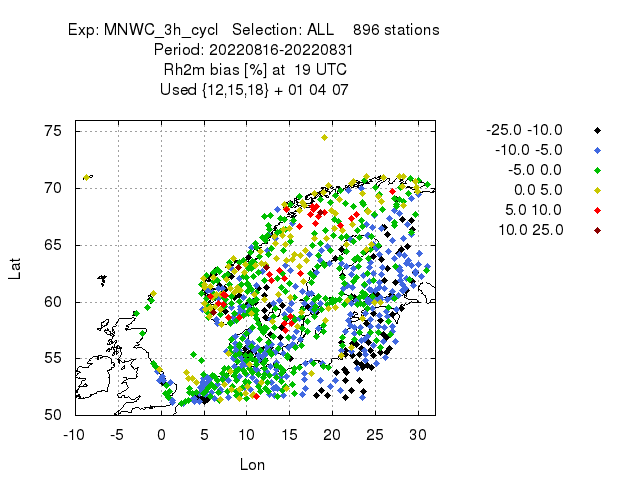 Exp: MNWC_3h_cycl   Selection: ALL    896 stations
Period: 20220816-20220831
Rh2m bias [%] at  19 UTC
Used {12,15,18} + 01 04 07
75
70
65
60
55
50
-10 -5 0 5 10 15 20 25 30
Lat
Lon
-25.0 -10.0
-10.0 -5.0
-5.0 0.0
0.0 5.0
5.0 10.0
10.0 25.0